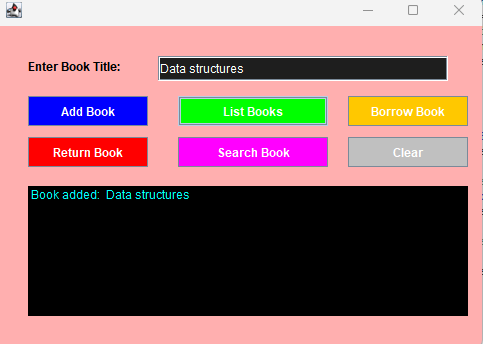 Enter Book Title: Data structures
Add Book List Books Borrow Book
Return Book Search Book Clear
Book added: Data structures